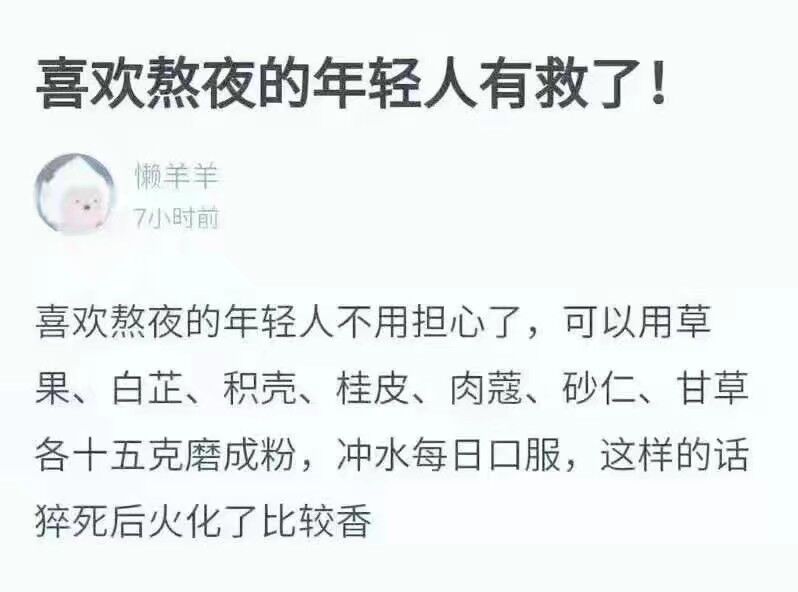 喜欢熬夜的年轻人有救了！
懒羊羊
7小时前
喜欢熬夜的年轻人不用担心了，可以用草
果、白芷、积壳、桂皮、肉蔻、砂仁、甘草
各十五克磨成粉，冲水每日口服，这样的话
猝死后火化了比较香